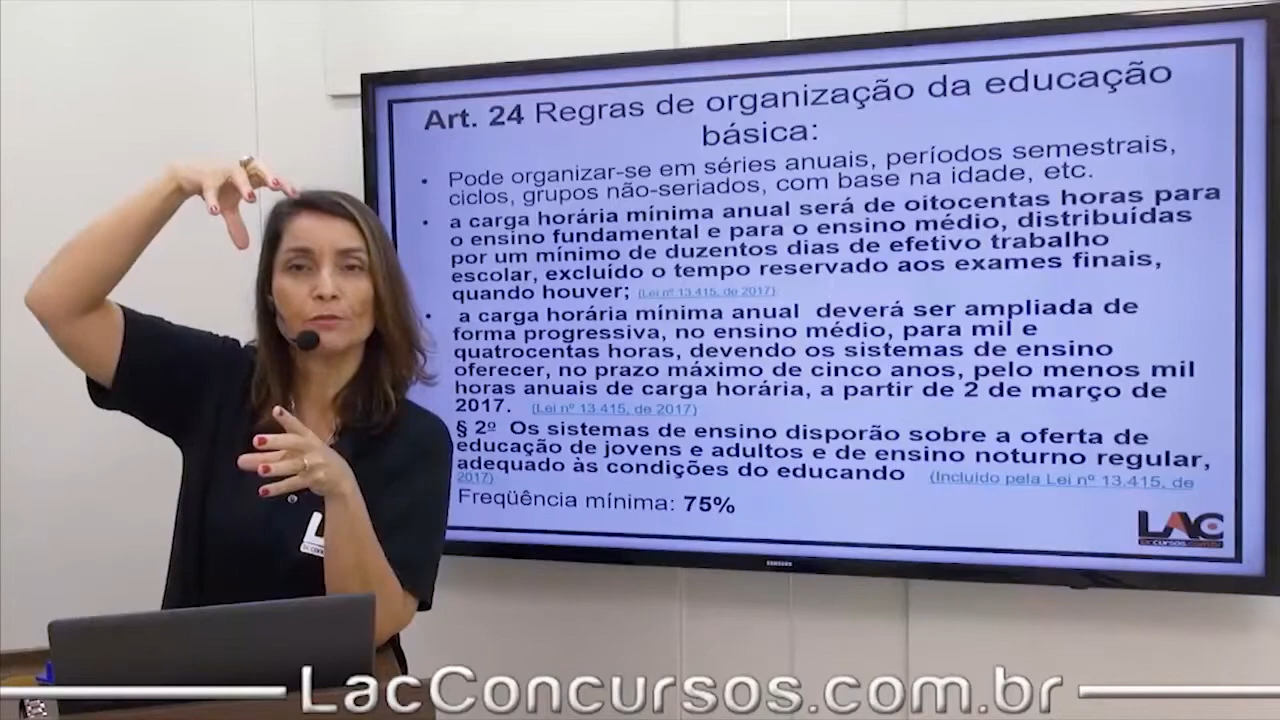 Art. 24 Regras de organização da educação
básica:
• Pode organizar-se em séries anuais, períodos semestrais,
ciclos, grupos não-seriados, com base na idade, etc.
• a carga horária mínima anual será de oitocentas horas para
o ensino fundamental e para o ensino médio, distribuídas
por um mínimo de duzentos dias de efetivo trabalho
escolar, excluído o tempo reservado aos exames finais,
quando houver; (Lei nº 13.415, de 2017)
• a carga horária mínima anual deverá ser ampliada de
forma progressiva, no ensino médio, para mil e
quatrocentas horas, devendo os sistemas de ensino
oferecer, no prazo máximo de cinco anos, pelo menos mil
horas anuais de carga horária, a partir de 2 de março de
2017. (Lei nº 13.415, de 2017)
§ 2º Os sistemas de ensino disporão sobre a oferta de
educação de jovens e adultos e de ensino noturno regular,
adequado às condições do educando (Incluído pela Lei nº 13.415, de
2017)
Freqüência mínima: 75%
LAC
LacConcursos.com.br